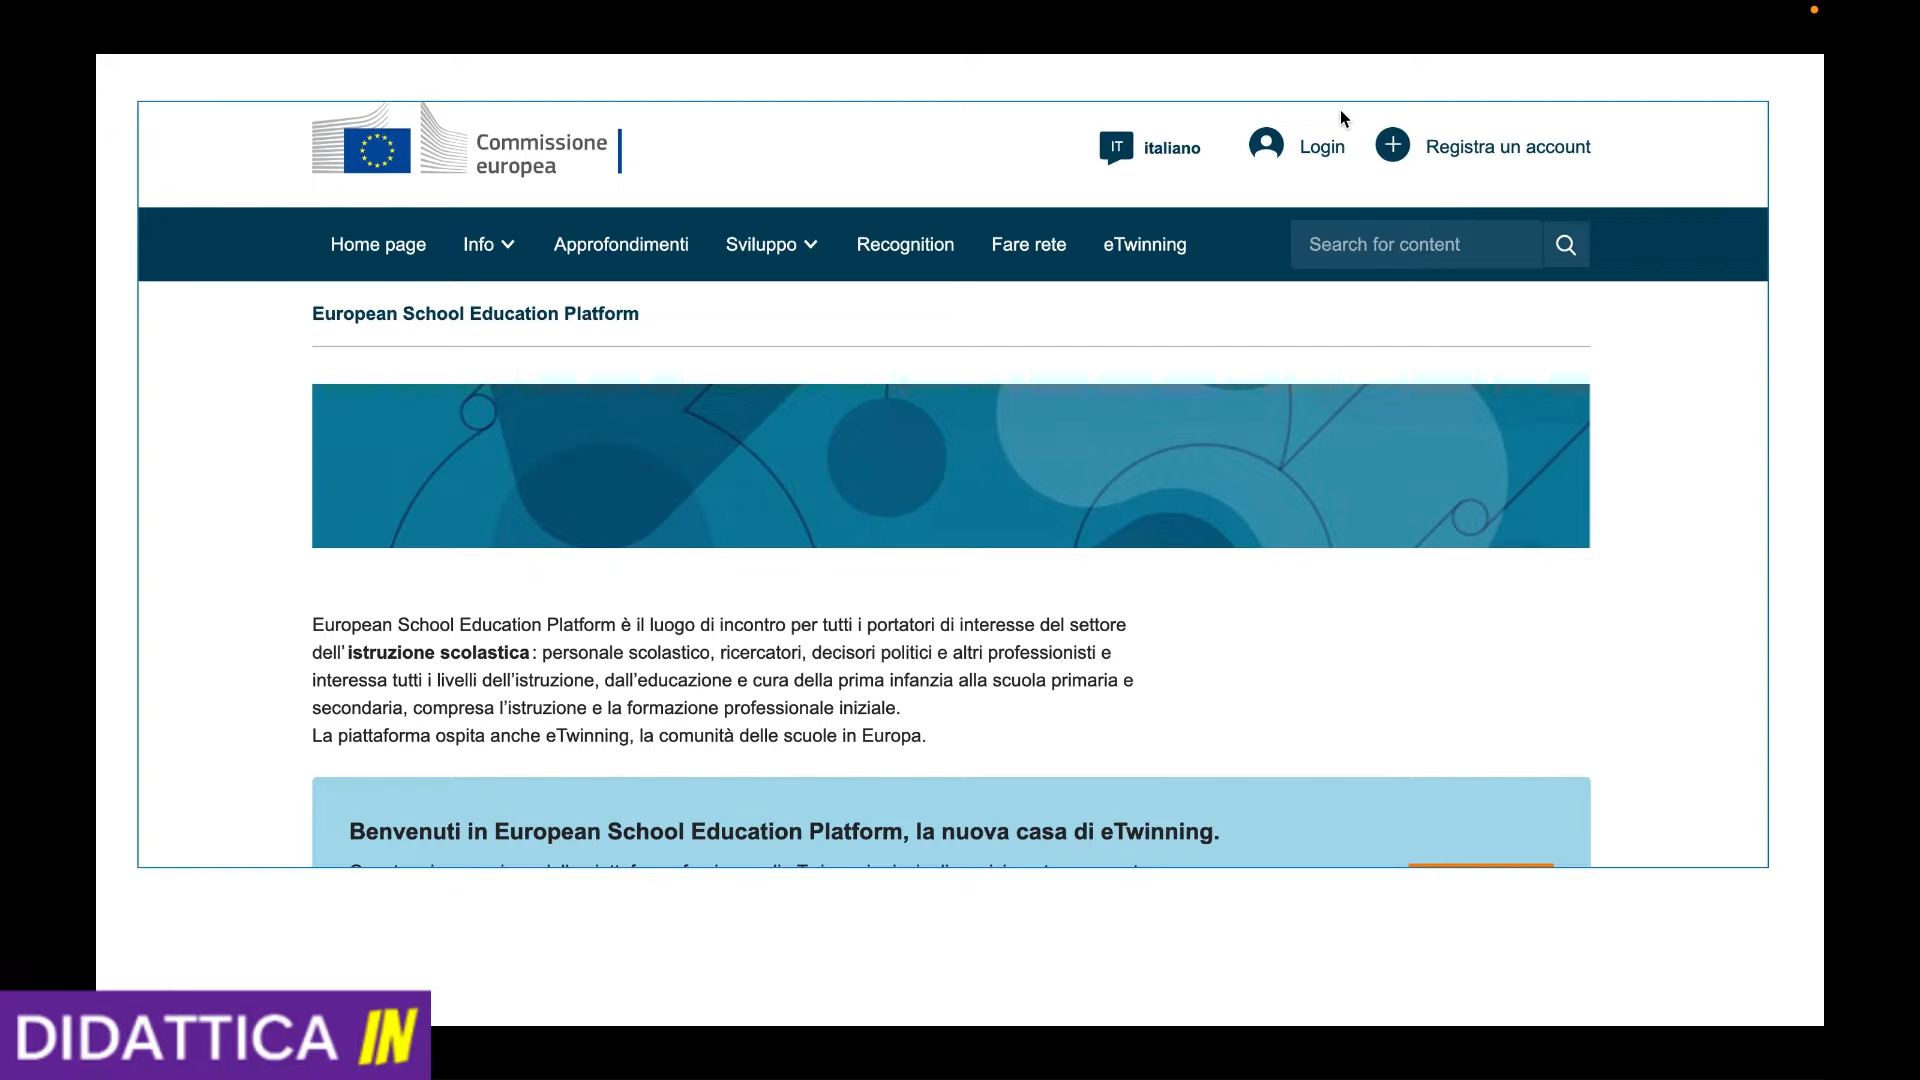 Commissione
europea
IT italiano
Login
Registra un account
Home page Info Approfondimenti Sviluppo Recognition Fare rete eTwinning Search for content
European School Education Platform
European School Education Platform è il luogo di incontro per tutti i portatori di interesse del settore
dell'istruzione scolastica: personale scolastico, ricercatori, decisori politici e altri professionisti e
interessa tutti i livelli dell'istruzione, dall'educazione e cura della prima infanzia alla scuola primaria e
secondaria, compresa l'istruzione e la formazione professionale iniziale.
La piattaforma ospita anche eTwinning, la comunità delle scuole in Europa.
Benvenuti in European School Education Platform, la nuova casa di eTwinning.
DIDATTICA IN